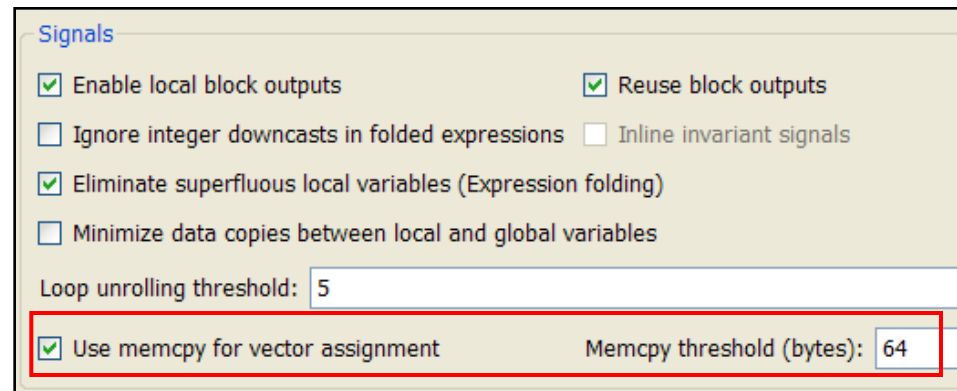 Signals
Enable local block outputs Reuse block outputs
Ignore integer downcasts in folded expressions Inline invariant signals
Eliminate superfluous local variables (Expression folding)
Minimize data copies between local and global variables
Loop unrolling threshold: 5
Use memcpy for vector assignment Memcpy threshold (bytes): 64